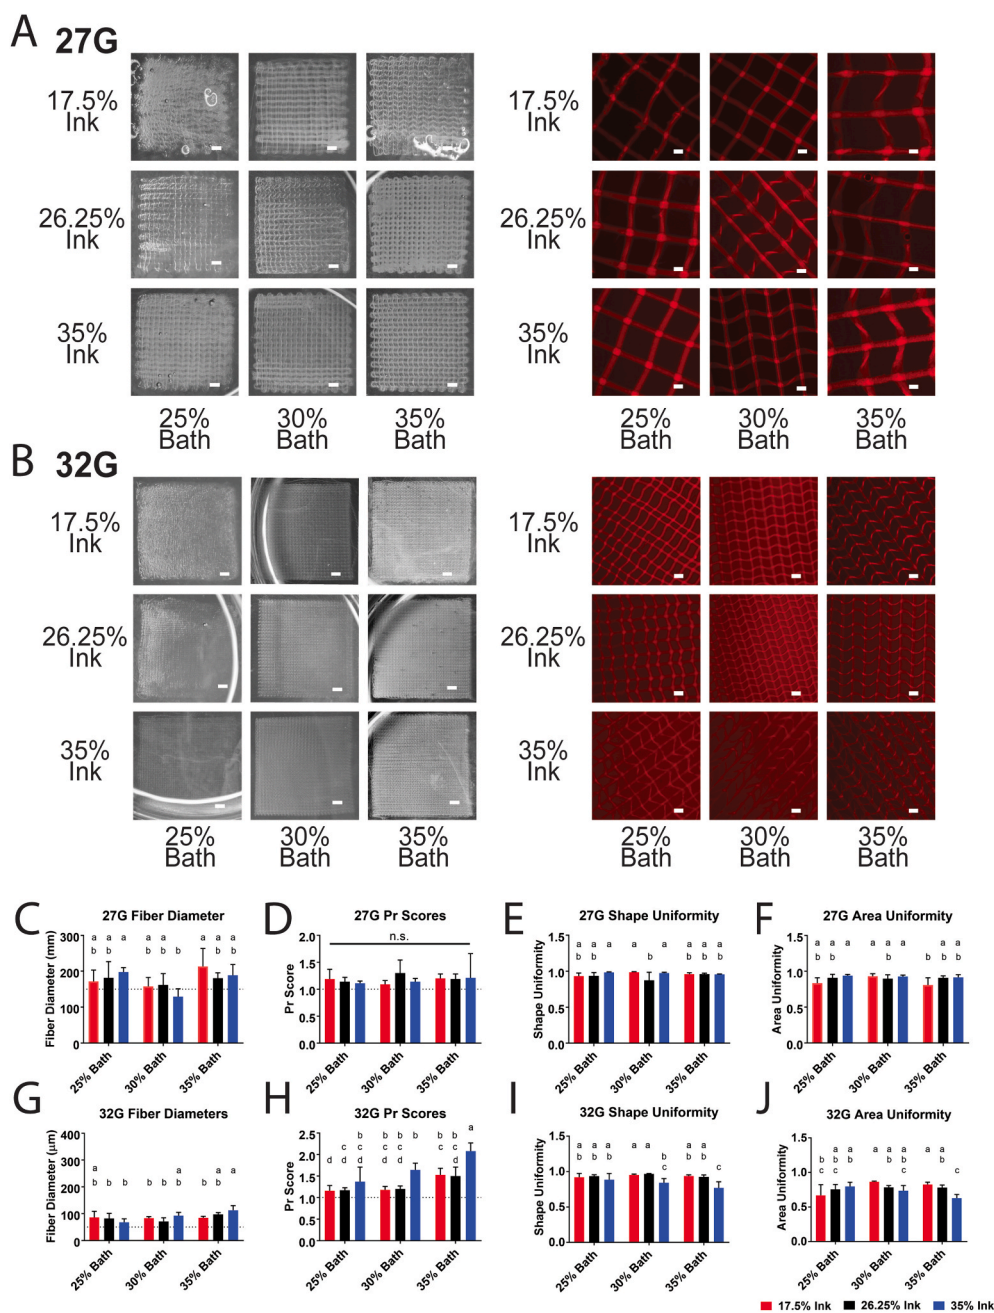 A 27G
17.5%
Ink
26.25%
Ink
35%
Ink
25%
Bath
30%
Bath
35%
Bath
17.5%
Ink
26.25%
Ink
35%
Ink
25%
Bath
30%
Bath
35%
Bath
B 32G
17.5%
Ink
26.25%
Ink
35%
Ink
25%
Bath
30%
Bath
35%
Bath
17.5%
Ink
26.25%
Ink
35%
Ink
25%
Bath
30%
Bath
35%
Bath
C 27G Fiber Diameter
Fiber Diameter (mm)
300
200
100
0
a a a a a a a a
b b b b b b b b
25% Bath 30% Bath 35% Bath
D 27G Pr Scores
Pr Score
2.0
1.5
1.0
0.5
0.0
n.s.
25% Bath 30% Bath 35% Bath
E 27G Shape Uniformity
Shape Uniformity
1.5
1.0
0.5
0
a a a a a a a a
b b b b b b b
25% Bath 30% Bath 35% Bath
F 27G Area Uniformity
Area Uniformity
1.5
1.0
0.5
0
a a a a a a a a
b b b b b b b b
25% Bath 30% Bath 35% Bath
G 32G Fiber Diameters
Fiber Diameter (µm)
400
300
200
100
0
a a a a
b b b b b b b b
25% Bath 30% Bath 35% Bath
H 32G Pr Scores
Pr Score
2.5
2.0
1.5
1.0
0.5
0.0
a
b b b b b b
c c c c c c c
d d d d d
25% Bath 30% Bath 35% Bath
I 32G Shape Uniformity
Shape Uniformity
1.5
1.0
0.5
0.0
a a a a a a a
b b b b b b
c c
25% Bath 30% Bath 35% Bath
J 32G Area Uniformity
Area Uniformity
1.5
1.0
0.5
0.0
a a a a a a a
b b b b b b
c c c c
25% Bath 30% Bath 35% Bath
17.5% Ink 26.25% Ink 35% Ink